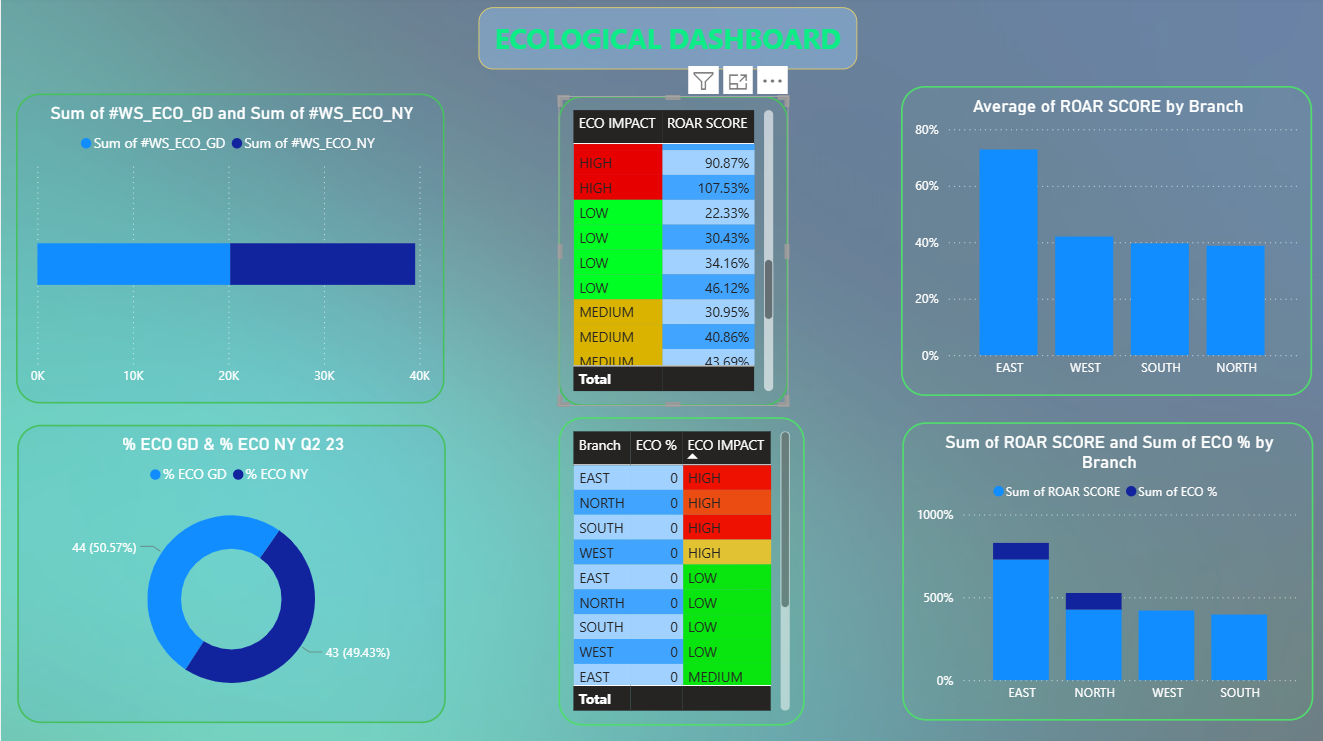 ECOLOGICAL DASHBOARD
Sum of #WS_ECO_GD and Sum of #WS_ECO_NY
Sum of #WS_ECO_GD Sum of #WS_ECO_NY
0K 10K 20K 30K 40K
ECO IMPACT ROAR SCORE
HIGH 90.87%
HIGH 107.53%
LOW 22.33%
LOW 30.43%
LOW 34.16%
LOW 46.12%
MEDIUM 30.95%
MEDIUM 40.86%
MEDIUM 43.69%
Total
Average of ROAR SCORE by Branch
80%
60%
40%
20%
0%
EAST WEST SOUTH NORTH
% ECO GD & % ECO NY Q2 23
% ECO GD % ECO NY
44 (50.57%)
43 (49.43%)
Branch ECO % ECO IMPACT
EAST 0 HIGH
NORTH 0 HIGH
SOUTH 0 HIGH
WEST 0 HIGH
EAST 0 LOW
NORTH 0 LOW
SOUTH 0 LOW
WEST 0 LOW
EAST 0 MEDIUM
Total
Sum of ROAR SCORE and Sum of ECO % by
Branch
Sum of ROAR SCORE Sum of ECO %
1000%
500%
0%
EAST NORTH WEST SOUTH